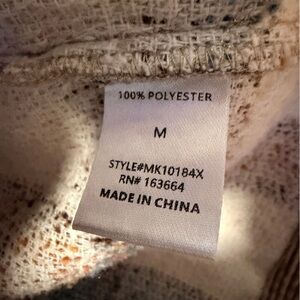 100% POLYESTER
M
STYLE#MK10184X
RN# 163664
MADE IN CHINA